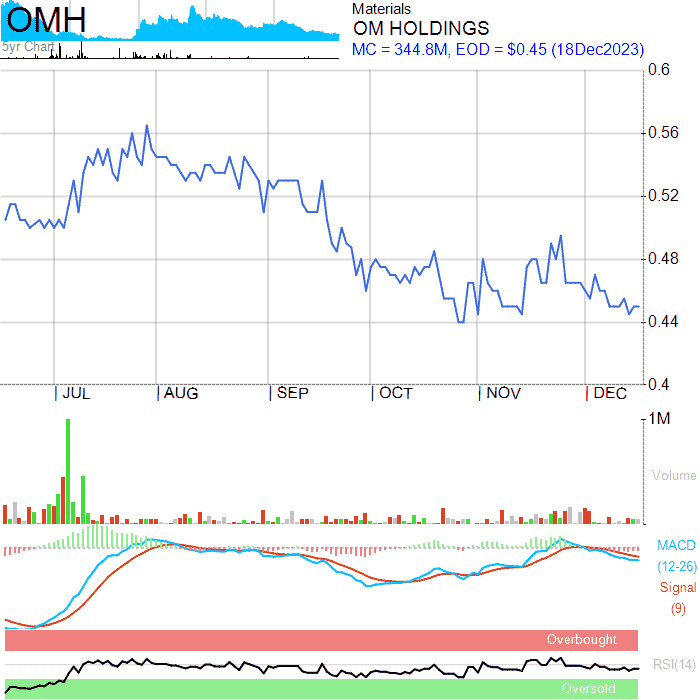 OMH
5yr Chart
Materials
OM HOLDINGS
MC = 344.8M, EOD = $0.45 (18Dec2023)
0.6
0.56
0.52
0.48
0.44
0.4
JUL AUG SEP OCT NOV DEC
1M
Volume
MACD
(12-26)
Signal
(9)
Overbought
RSI(14)
Oversold